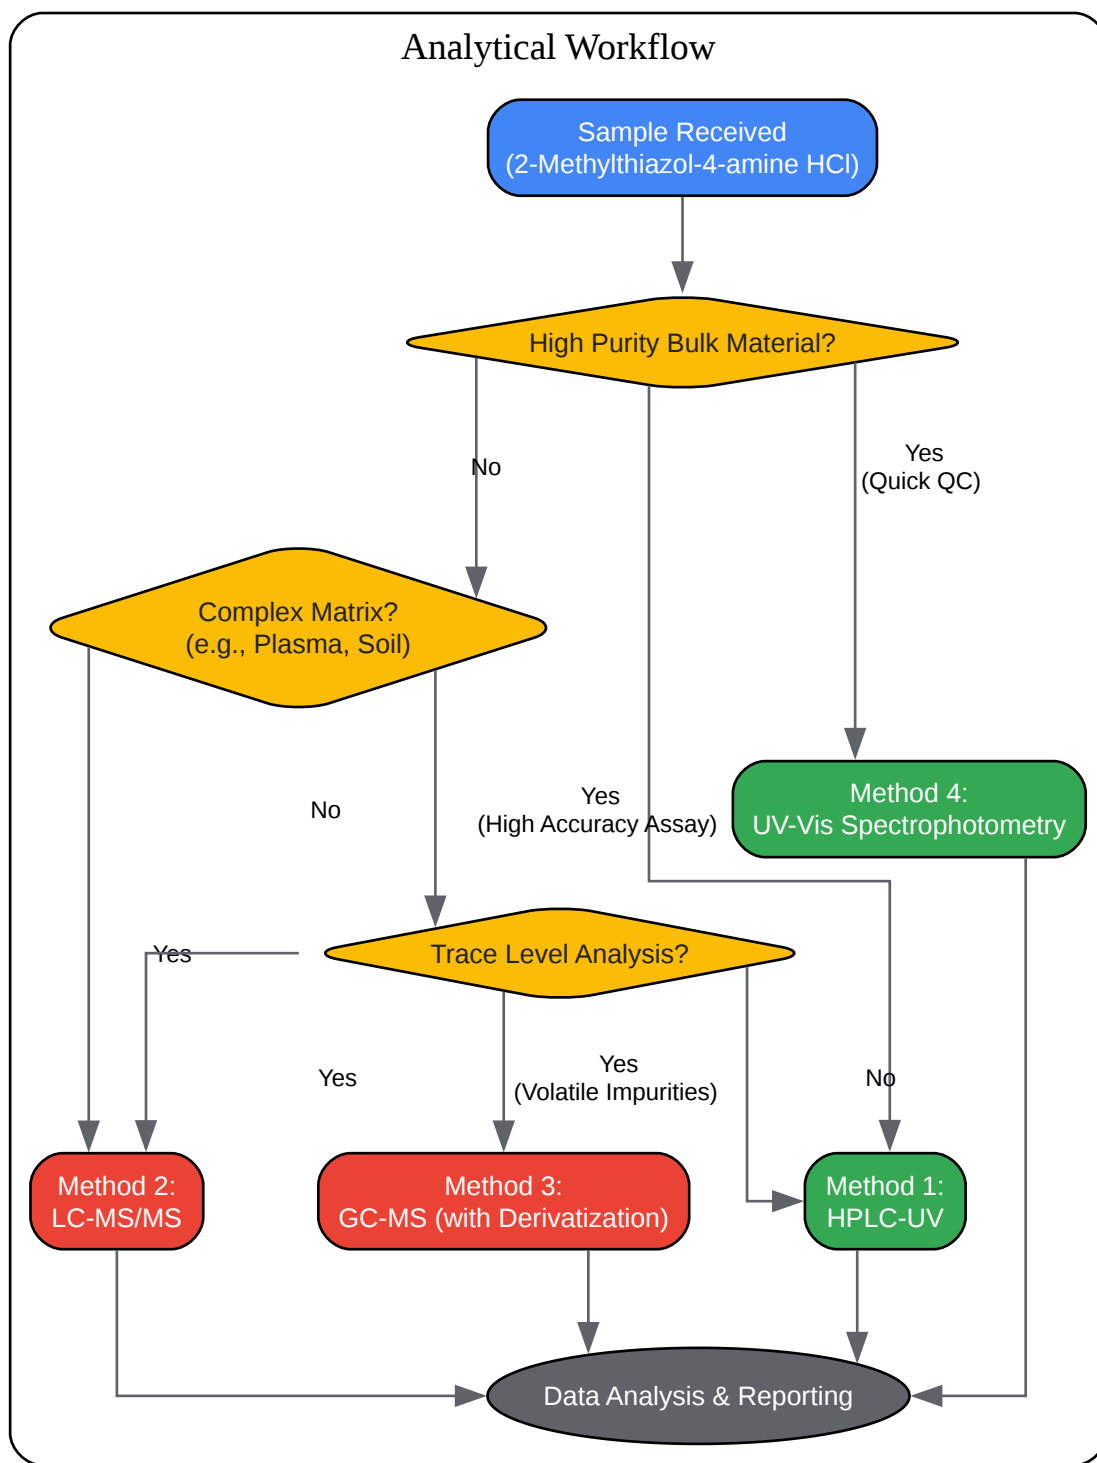 Analytical Workflow
Sample Received
(2-Methylthiazol-4-amine HCl)
High Purity Bulk Material?
No
Yes
(Quick QC)
Complex Matrix?
(e.g., Plasma, Soil)
No
Yes
(High Accuracy Assay)
Method 4:
UV-Vis Spectrophotometry
Yes
Trace Level Analysis?
Yes
Yes
(Volatile Impurities)
No
Method 2:
LC-MS/MS
Method 3:
GC-MS (with Derivatization)
Method 1:
HPLC-UV
Data Analysis & Reporting